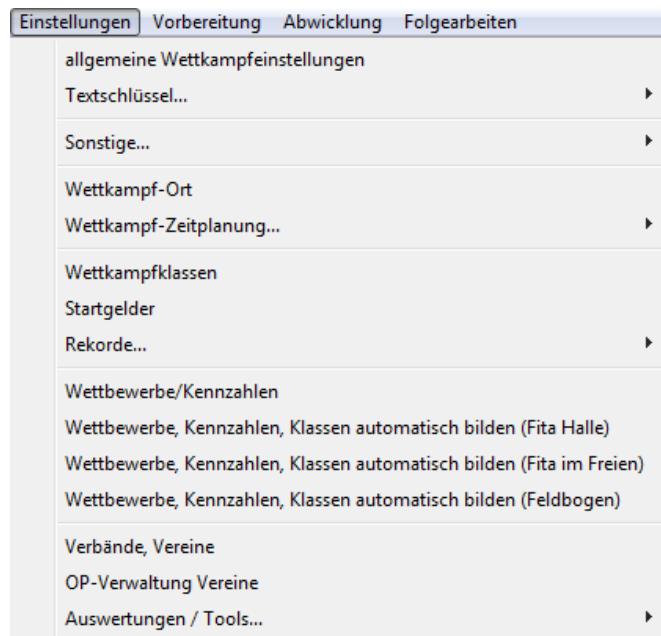 Einstellungen Vorbereitung Abwicklung Folgearbeiten
allgemeine Wettkampfeinstellungen
Textschlüssel...
Sonstige...
Wettkampf-Ort
Wettkampf-Zeitplanung...
Wettkampfklassen
Startgelder
Rekorde...
Wettbewerbe/Kennzahlen
Wettbewerbe, Kennzahlen, Klassen automatisch bilden (Fita Halle)
Wettbewerbe, Kennzahlen, Klassen automatisch bilden (Fita im Freien)
Wettbewerbe, Kennzahlen, Klassen automatisch bilden (Feldbogen)
Verbände, Vereine
OP-Verwaltung Vereine
Auswertungen / Tools...